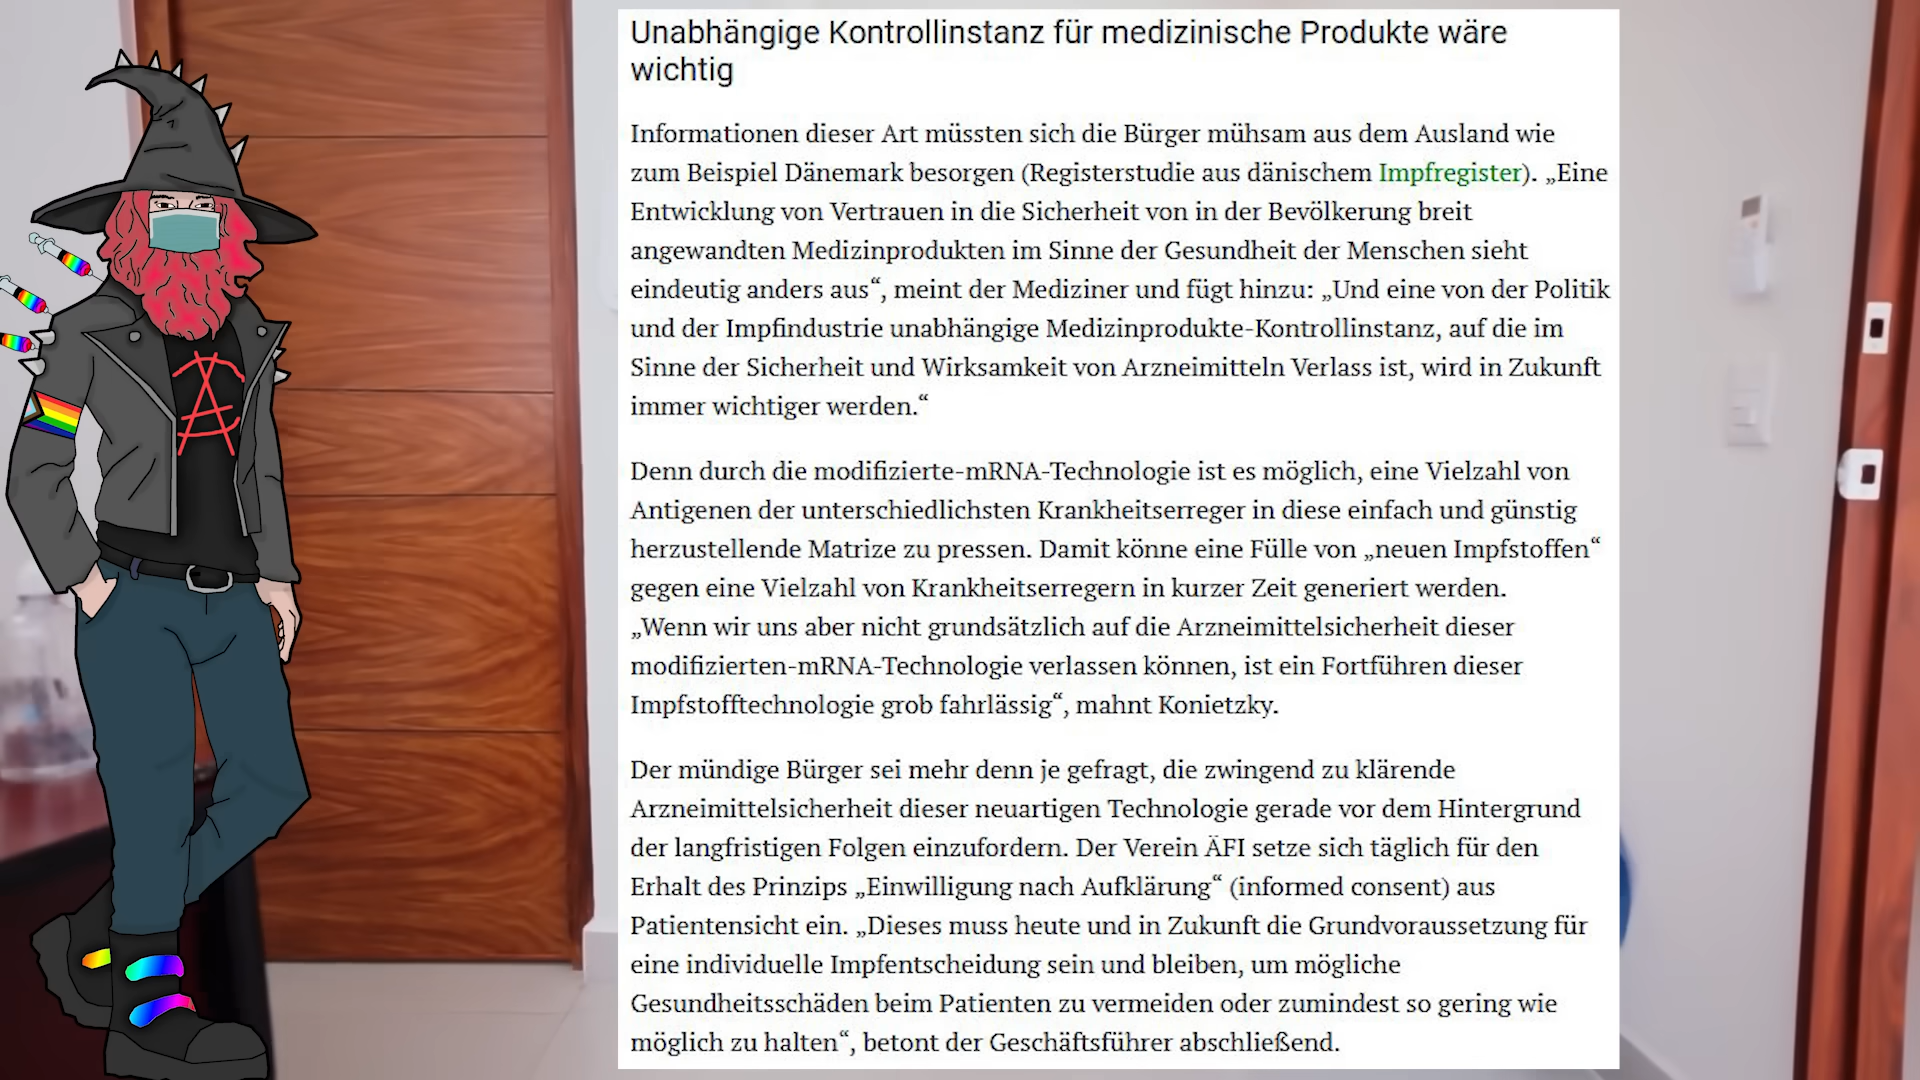 Unabhängige Kontrollinstanz für medizinische Produkte wäre
wichtig
Informationen dieser Art müssten sich die Bürger mühsam aus dem Ausland wie
zum Beispiel Dänemark besorgen (Registerstudie aus dänischem Impfregister). „Eine
Entwicklung von Vertrauen in die Sicherheit von in der Bevölkerung breit
angewandten Medizinprodukten im Sinne der Gesundheit der Menschen sieht
eindeutig anders aus“, meint der Mediziner und fügt hinzu: „Und eine von der Politik
und der Impfindustrie unabhängige Medizinprodukte-Kontrollinstanz, auf die im
Sinne der Sicherheit und Wirksamkeit von Arzneimitteln Verlass ist, wird in Zukunft
immer wichtiger werden.“
Denn durch die modifizierte-mRNA-Technologie ist es möglich, eine Vielzahl von
Antigenen der unterschiedlichsten Krankheitserreger in diese einfach und günstig
herzustellende Matrize zu pressen. Damit könne eine Fülle von „neuen Impfstoffen“
gegen eine Vielzahl von Krankheitserregern in kurzer Zeit generiert werden.
„Wenn wir uns aber nicht grundsätzlich auf die Arzneimittelsicherheit dieser
modifizierten-mRNA-Technologie verlassen können, ist ein Fortführen dieser
Impfstofftechnologie grob fahrlässig“, mahnt Konietzky.
Der mündige Bürger sei mehr denn je gefragt, die zwingend zu klärende
Arzneimittelsicherheit dieser neuartigen Technologie gerade vor dem Hintergrund
der langfristigen Folgen einzufordern. Der Verein ÄFI setze sich täglich für den
Erhalt des Prinzips „Einwilligung nach Aufklärung“ (informed consent) aus
Patientensicht ein. „Dieses muss heute und in Zukunft die Grundvoraussetzung für
eine individuelle Impfentscheidung sein und bleiben, um mögliche
Gesundheitsschäden beim Patienten zu vermeiden oder zumindest so gering wie
möglich zu halten“, betont der Geschäftsführer abschließend.